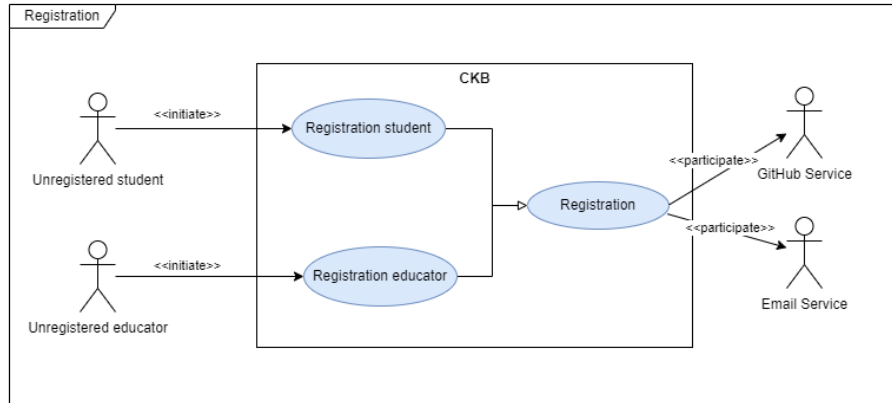 Registration
CKB
<<initiate>>
Registration student
Unregistered student
<<participate>>
GitHub Service
Registration
<<participate>>
<<initiate>>
Registration educator
Unregistered educator
Email Service